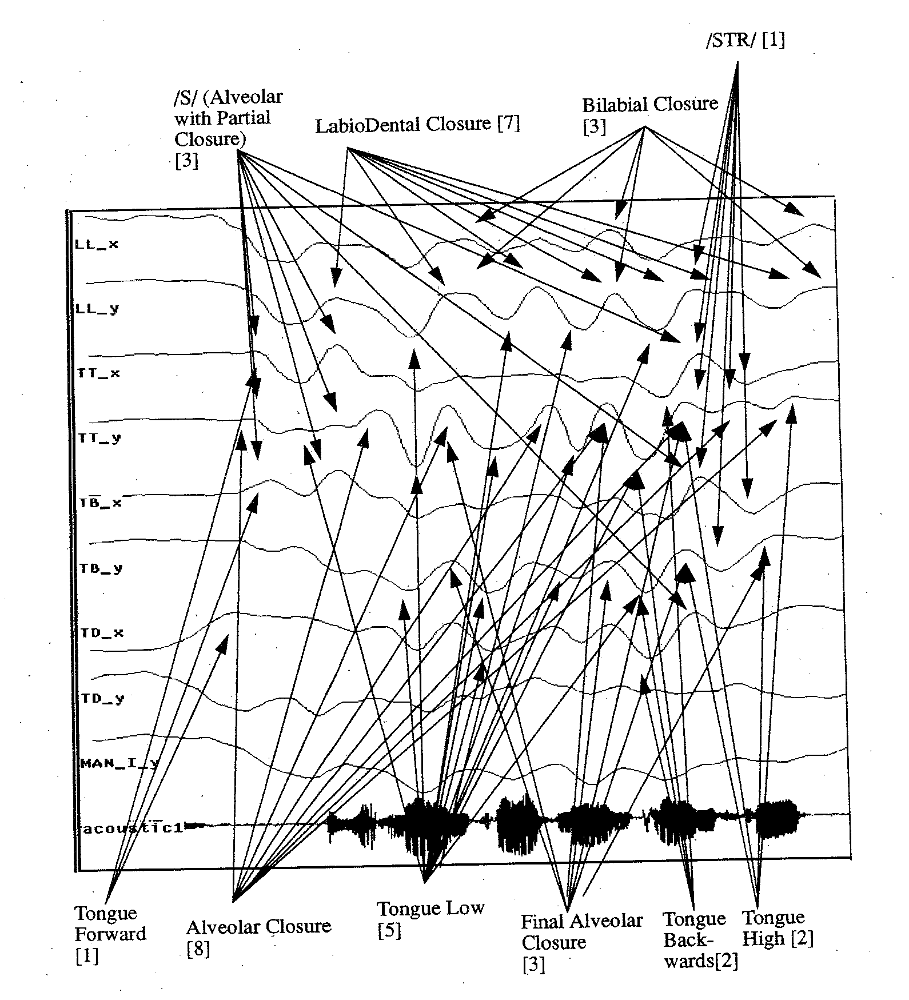 /STR/ [1]
/S/ (Alveolar
with Partial
Closure)
[3]
LabioDental Closure [7]
Bilabial Closure
[3]
LL_x
LL_y
TT_x
TT_y
TB_x
TB_y
TD_x
TD_y
MAN_I_y
acoustic1
Tongue
Forward
[1]
Alveolar Closure
[8]
Tongue Low
[5]
Final Alveolar
Closure
[3]
Tongue
Back-
wards[2]
Tongue
High [2]